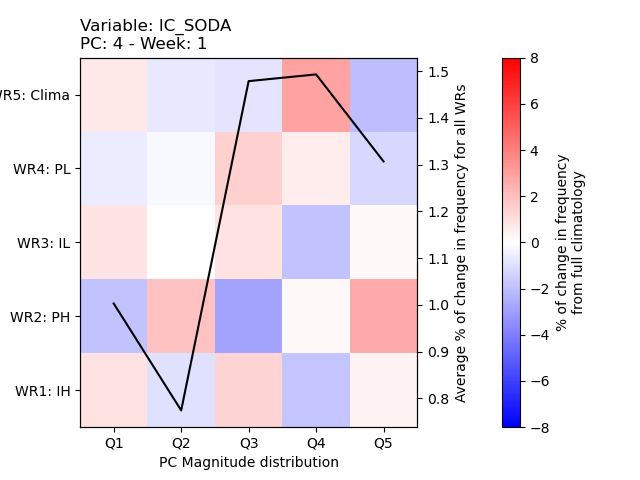 Variable: IC_SODA
PC: 4 - Week: 1
WR5: Clima
WR4: PL
WR3: IL
WR2: PH
WR1: IH
Q1 Q2 Q3 Q4 Q5
PC Magnitude distribution
1.5
1.4
1.3
1.2
1.1
1.0
0.9
0.8
Average % of change in frequency for all WRs
8
6
4
2
0
−2
−4
−6
−8
% of change in frequency
from full climatology